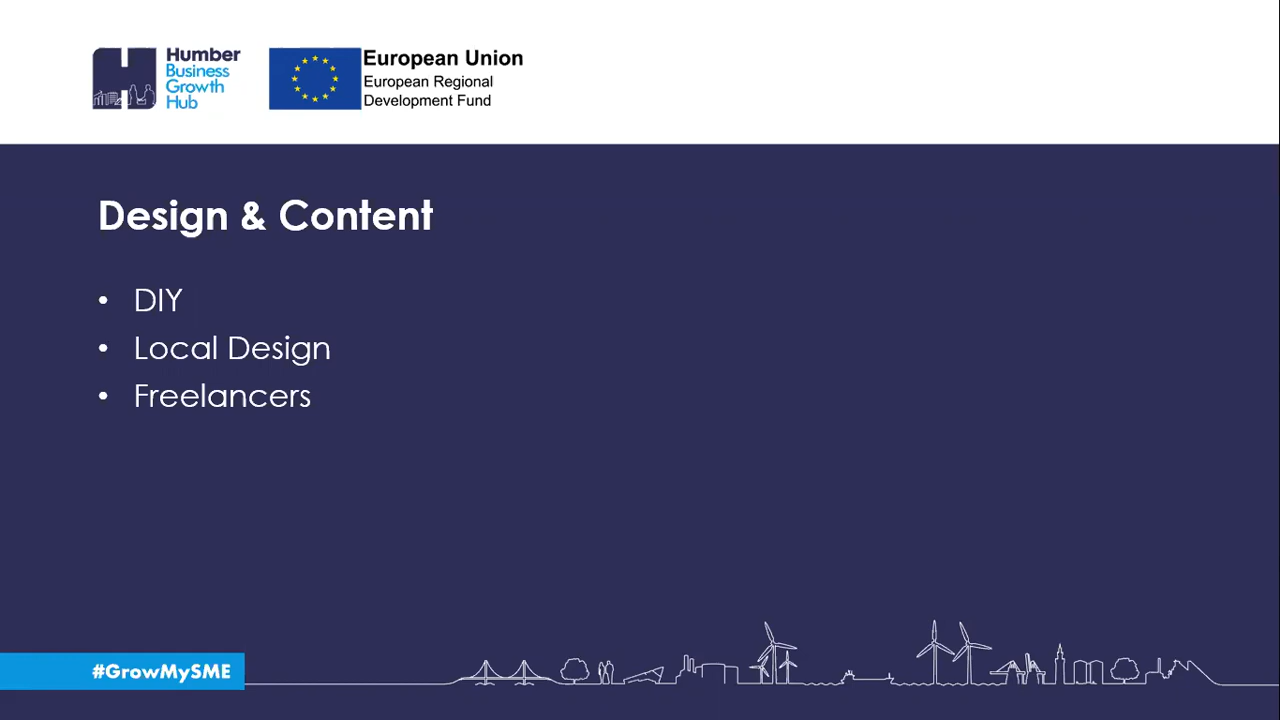 Humber
Business
Growth
Hub
European Union
European Regional
Development Fund
Design & Content
• DIY
• Local Design
• Freelancers
#GrowMySME